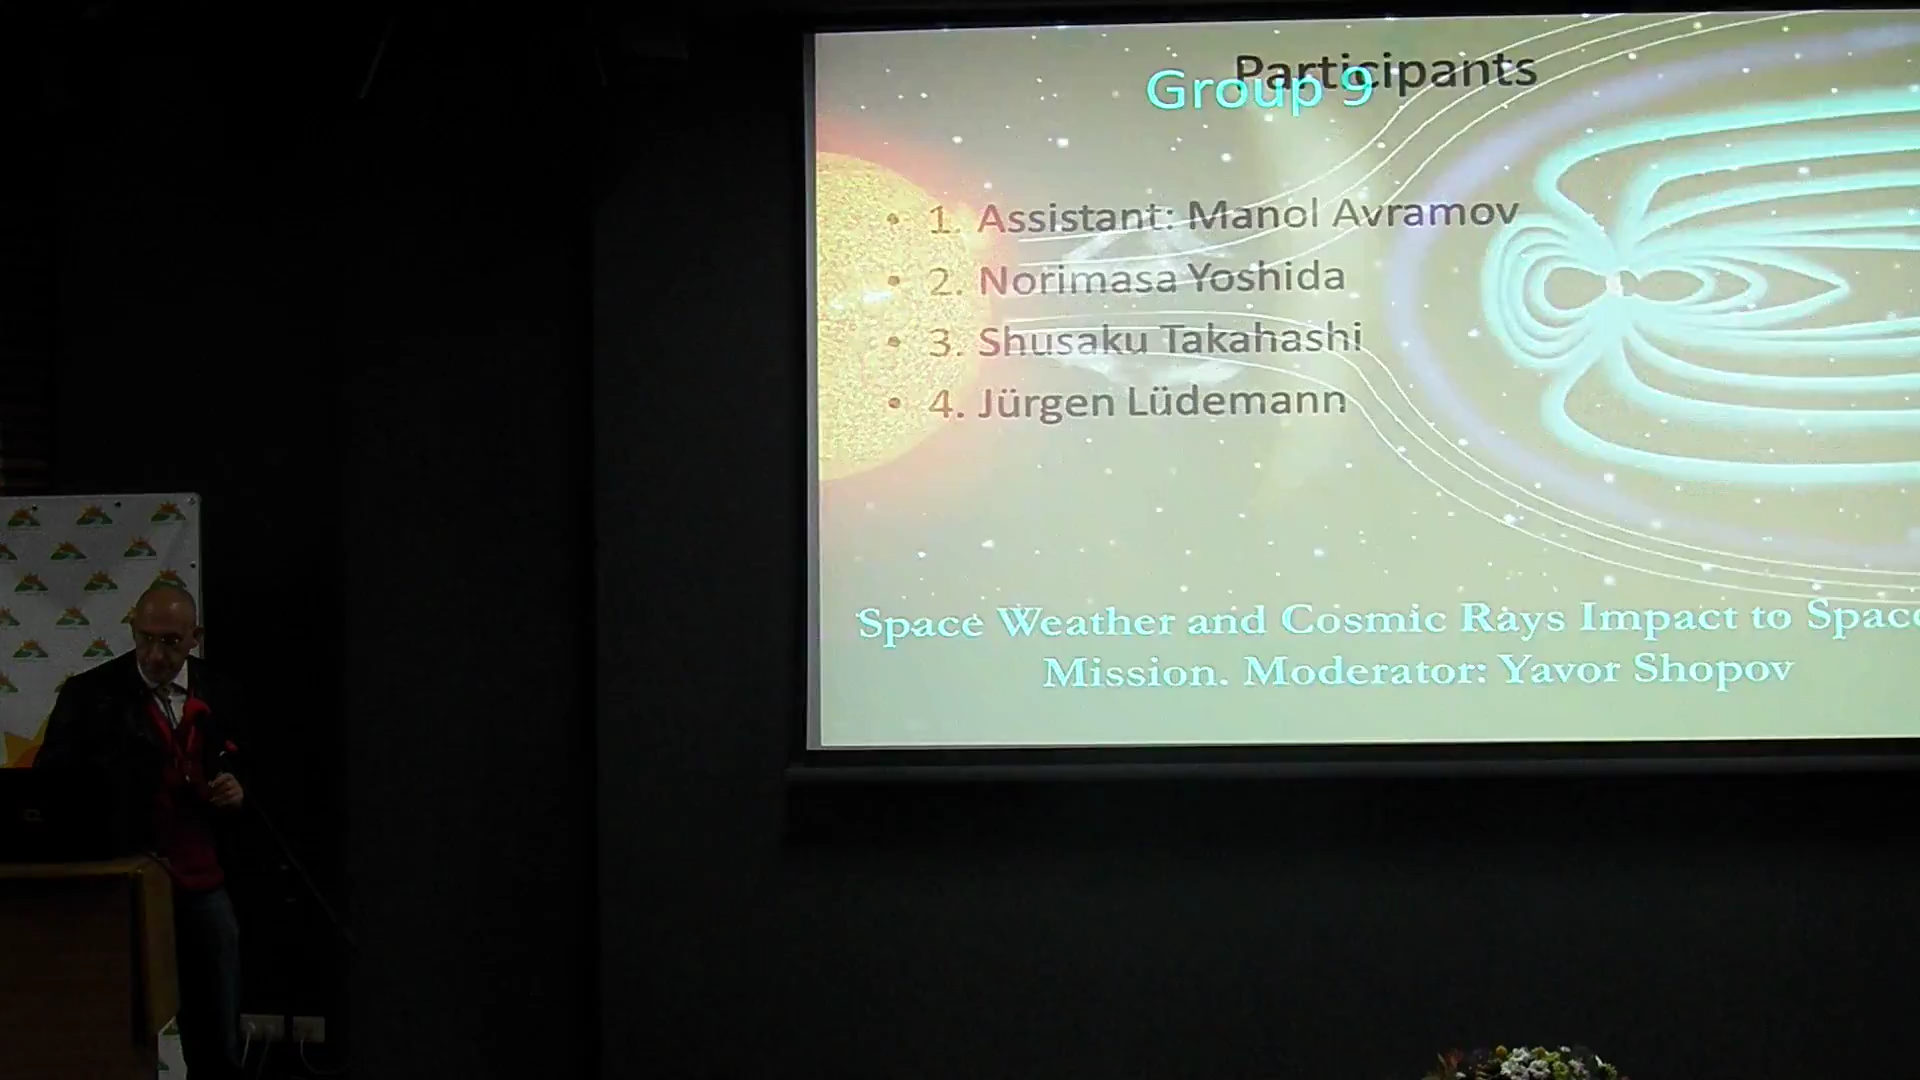 Participants
Group 9
• 1. Assistant: Manol Avramov
• 2. Norimasa Yoshida
• 3. Shusaku Takahashi
• 4. Jürgen Lüdemann
Space Weather and Cosmic Rays Impact to Space
Mission. Moderator: Yavor Shopov